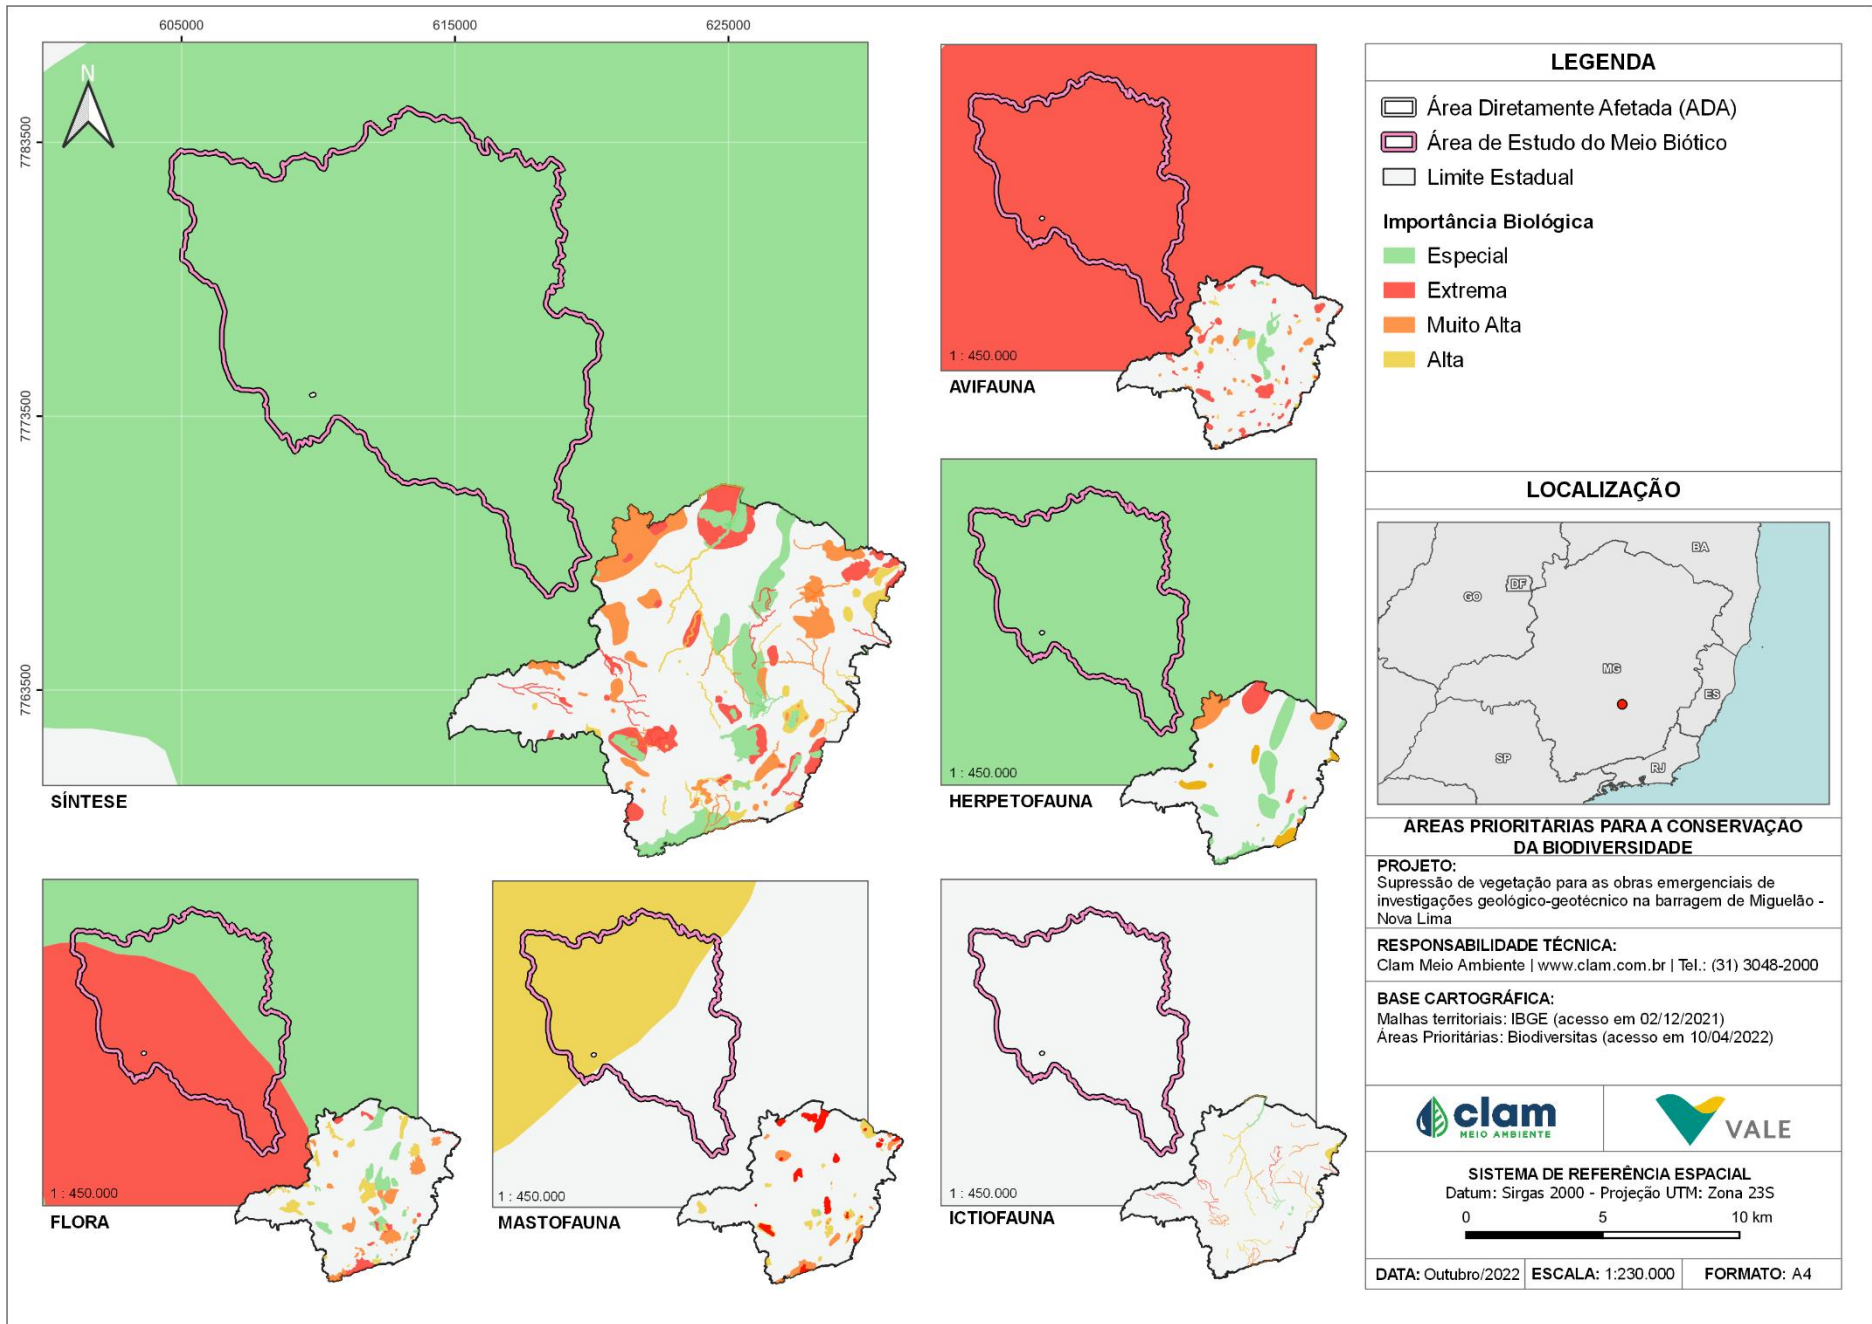 605000
615000
625000
7783500
7773500
7763500
N
SÍNTESE
1 : 450.000
AVIFAUNA
1 : 450.000
HERPETOFAUNA
1 : 450.000
FLORA
1 : 450.000
MASTOFAUNA
1 : 450.000
ICTIOFAUNA
LEGENDA
Área Diretamente Afetada (ADA)
Área de Estudo do Meio Biótico
Limite Estadual
Importância Biológica
Especial
Extrema
Muito Alta
Alta
LOCALIZAÇÃO
BA
DF
GO
MG
ES
SP
RJ
ÁREAS PRIORITÁRIAS PARA A CONSERVAÇÃO
DA BIODIVERSIDADE
PROJETO:
Supressão de vegetação para as obras emergenciais de
investigações geológico-geotécnico na barragem de Miguelão -
Nova Lima
RESPONSABILIDADE TÉCNICA:
Clam Meio Ambiente | www.clam.com.br | Tel.: (31) 3048-2000
BASE CARTOGRÁFICA:
Malhas territoriais: IBGE (acesso em 02/12/2021)
Áreas Prioritárias: Biodiversitas (acesso em 10/04/2022)
clam
MEIO AMBIENTE
VALE
SISTEMA DE REFERÊNCIA ESPACIAL
Datum: Sirgas 2000 - Projeção UTM: Zona 23S
0 5 10 km
DATA: Outubro/2022 ESCALA: 1:230.000 FORMATO: A4